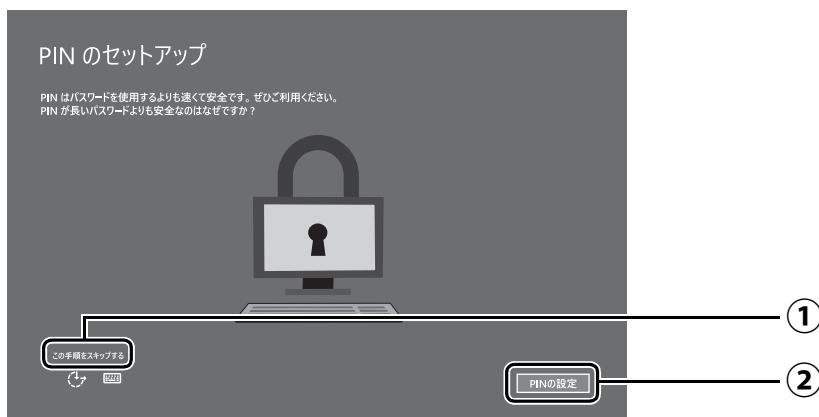 PIN のセットアップ
PIN はパスワードを使用するよりも速くて安全です。ぜひご利用ください。
PIN が長いパスワードよりも安全なのはなぜですか？
①
この手順をスキップする
PINの設定
②